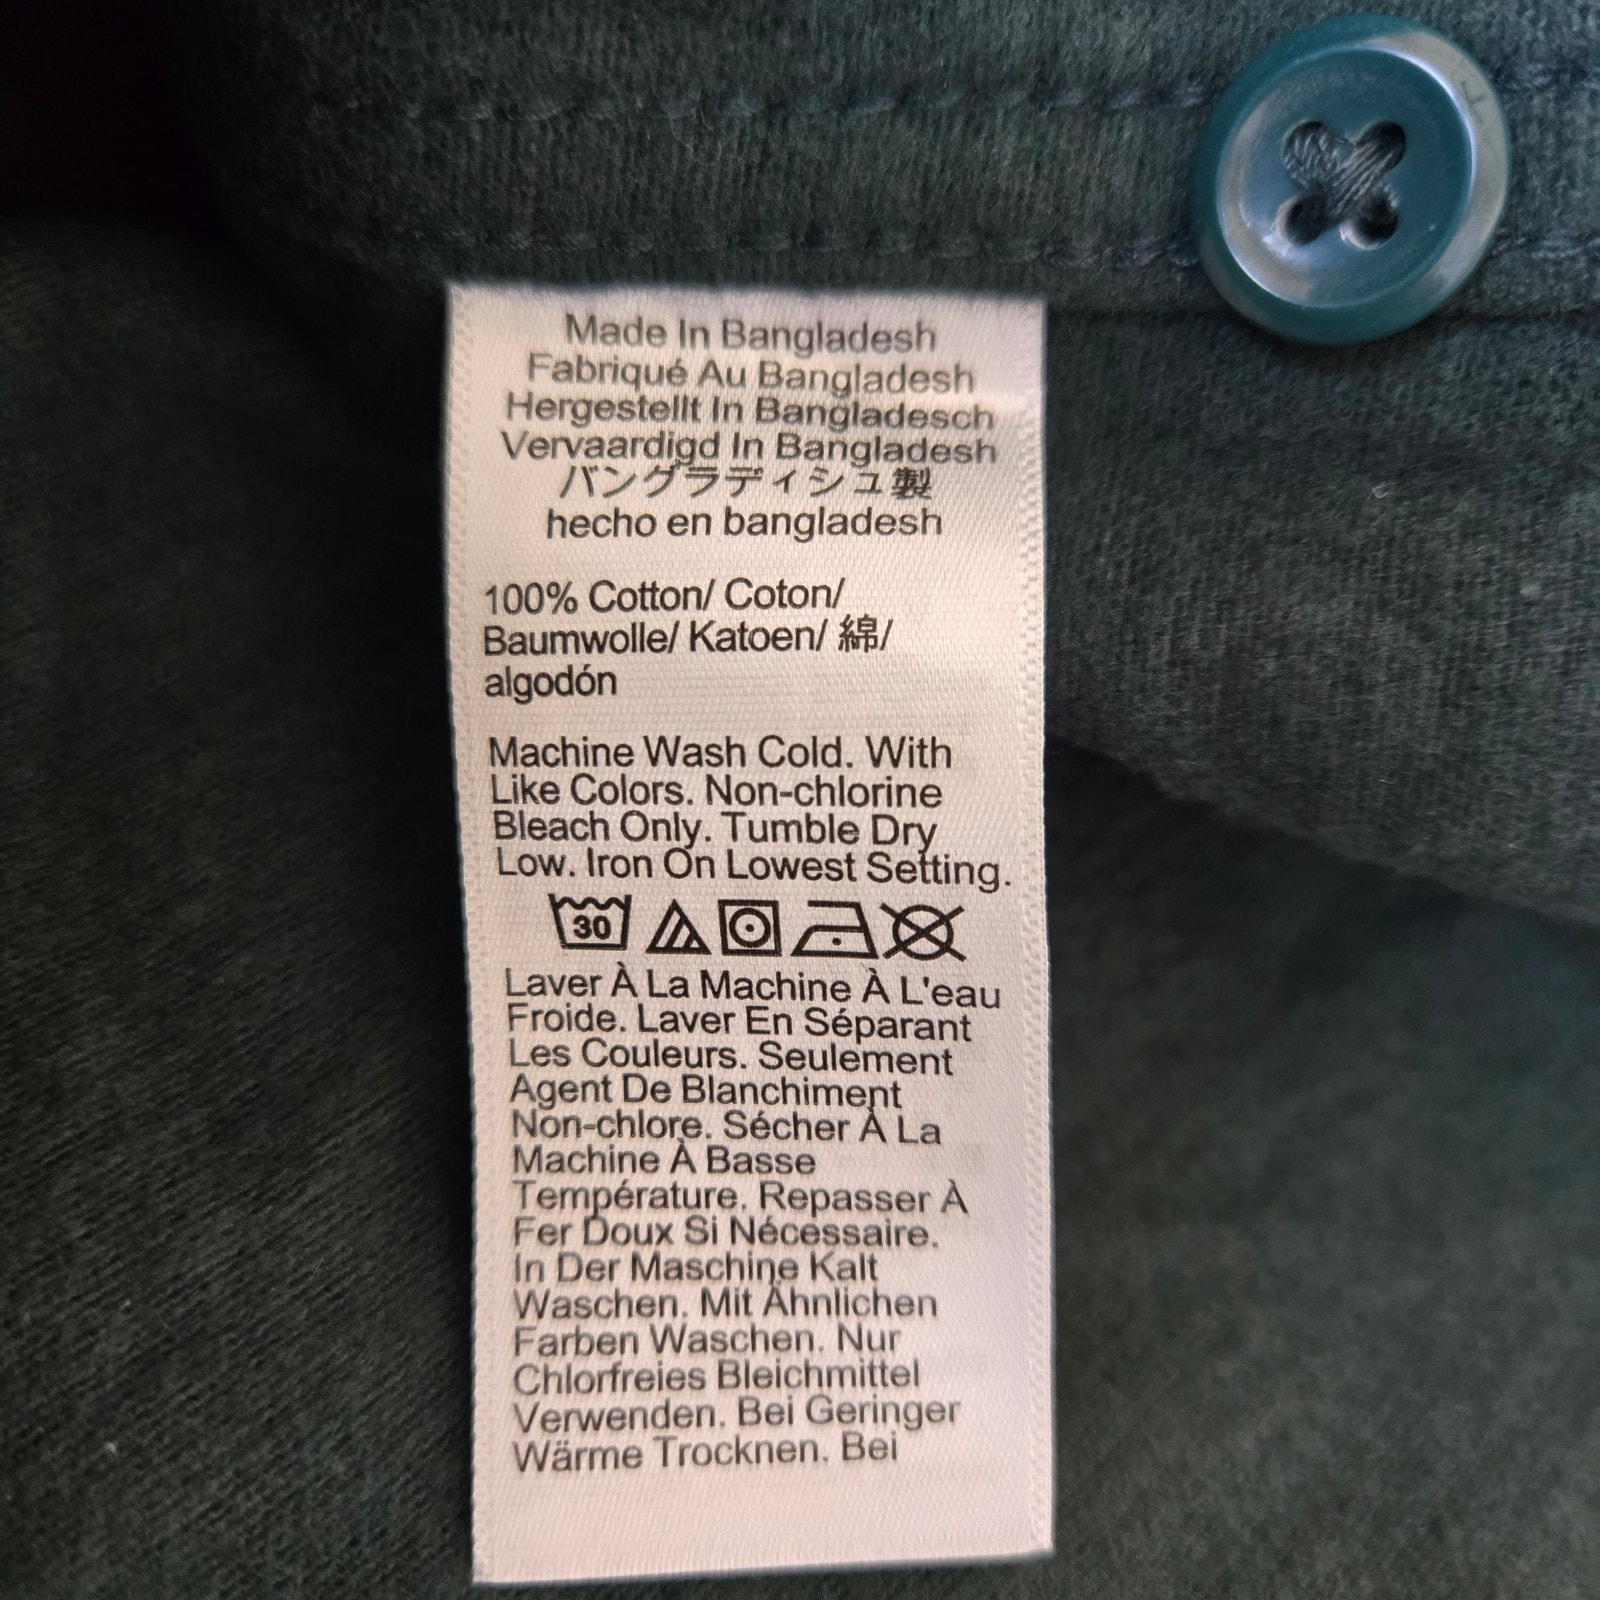 Made In Bangladesh
Fabriqué Au Bangladesh
Hergestellt In Bangladesch
Vervaardigd In Bangladesh
バングラディシュ製
hecho en bangladesh
100% Cotton/ Coton/
Baumwolle/ Katoen/ 綿/
algodón
Machine Wash Cold. With
Like Colors. Non-chlorine
Bleach Only. Tumble Dry
Low. Iron On Lowest Setting.
30
Laver À La Machine À L'eau
Froide. Laver En Séparant
Les Couleurs. Seulement
Agent De Blanchiment
Non-chlore. Sécher À La
Machine À Basse
Température. Repasser À
Fer Doux Si Nécessaire.
In Der Maschine Kalt
Waschen. Mit Ähnlichen
Farben Waschen. Nur
Chlorfreies Bleichmittel
Verwenden. Bei Geringer
Wärme Trocknen. Bei